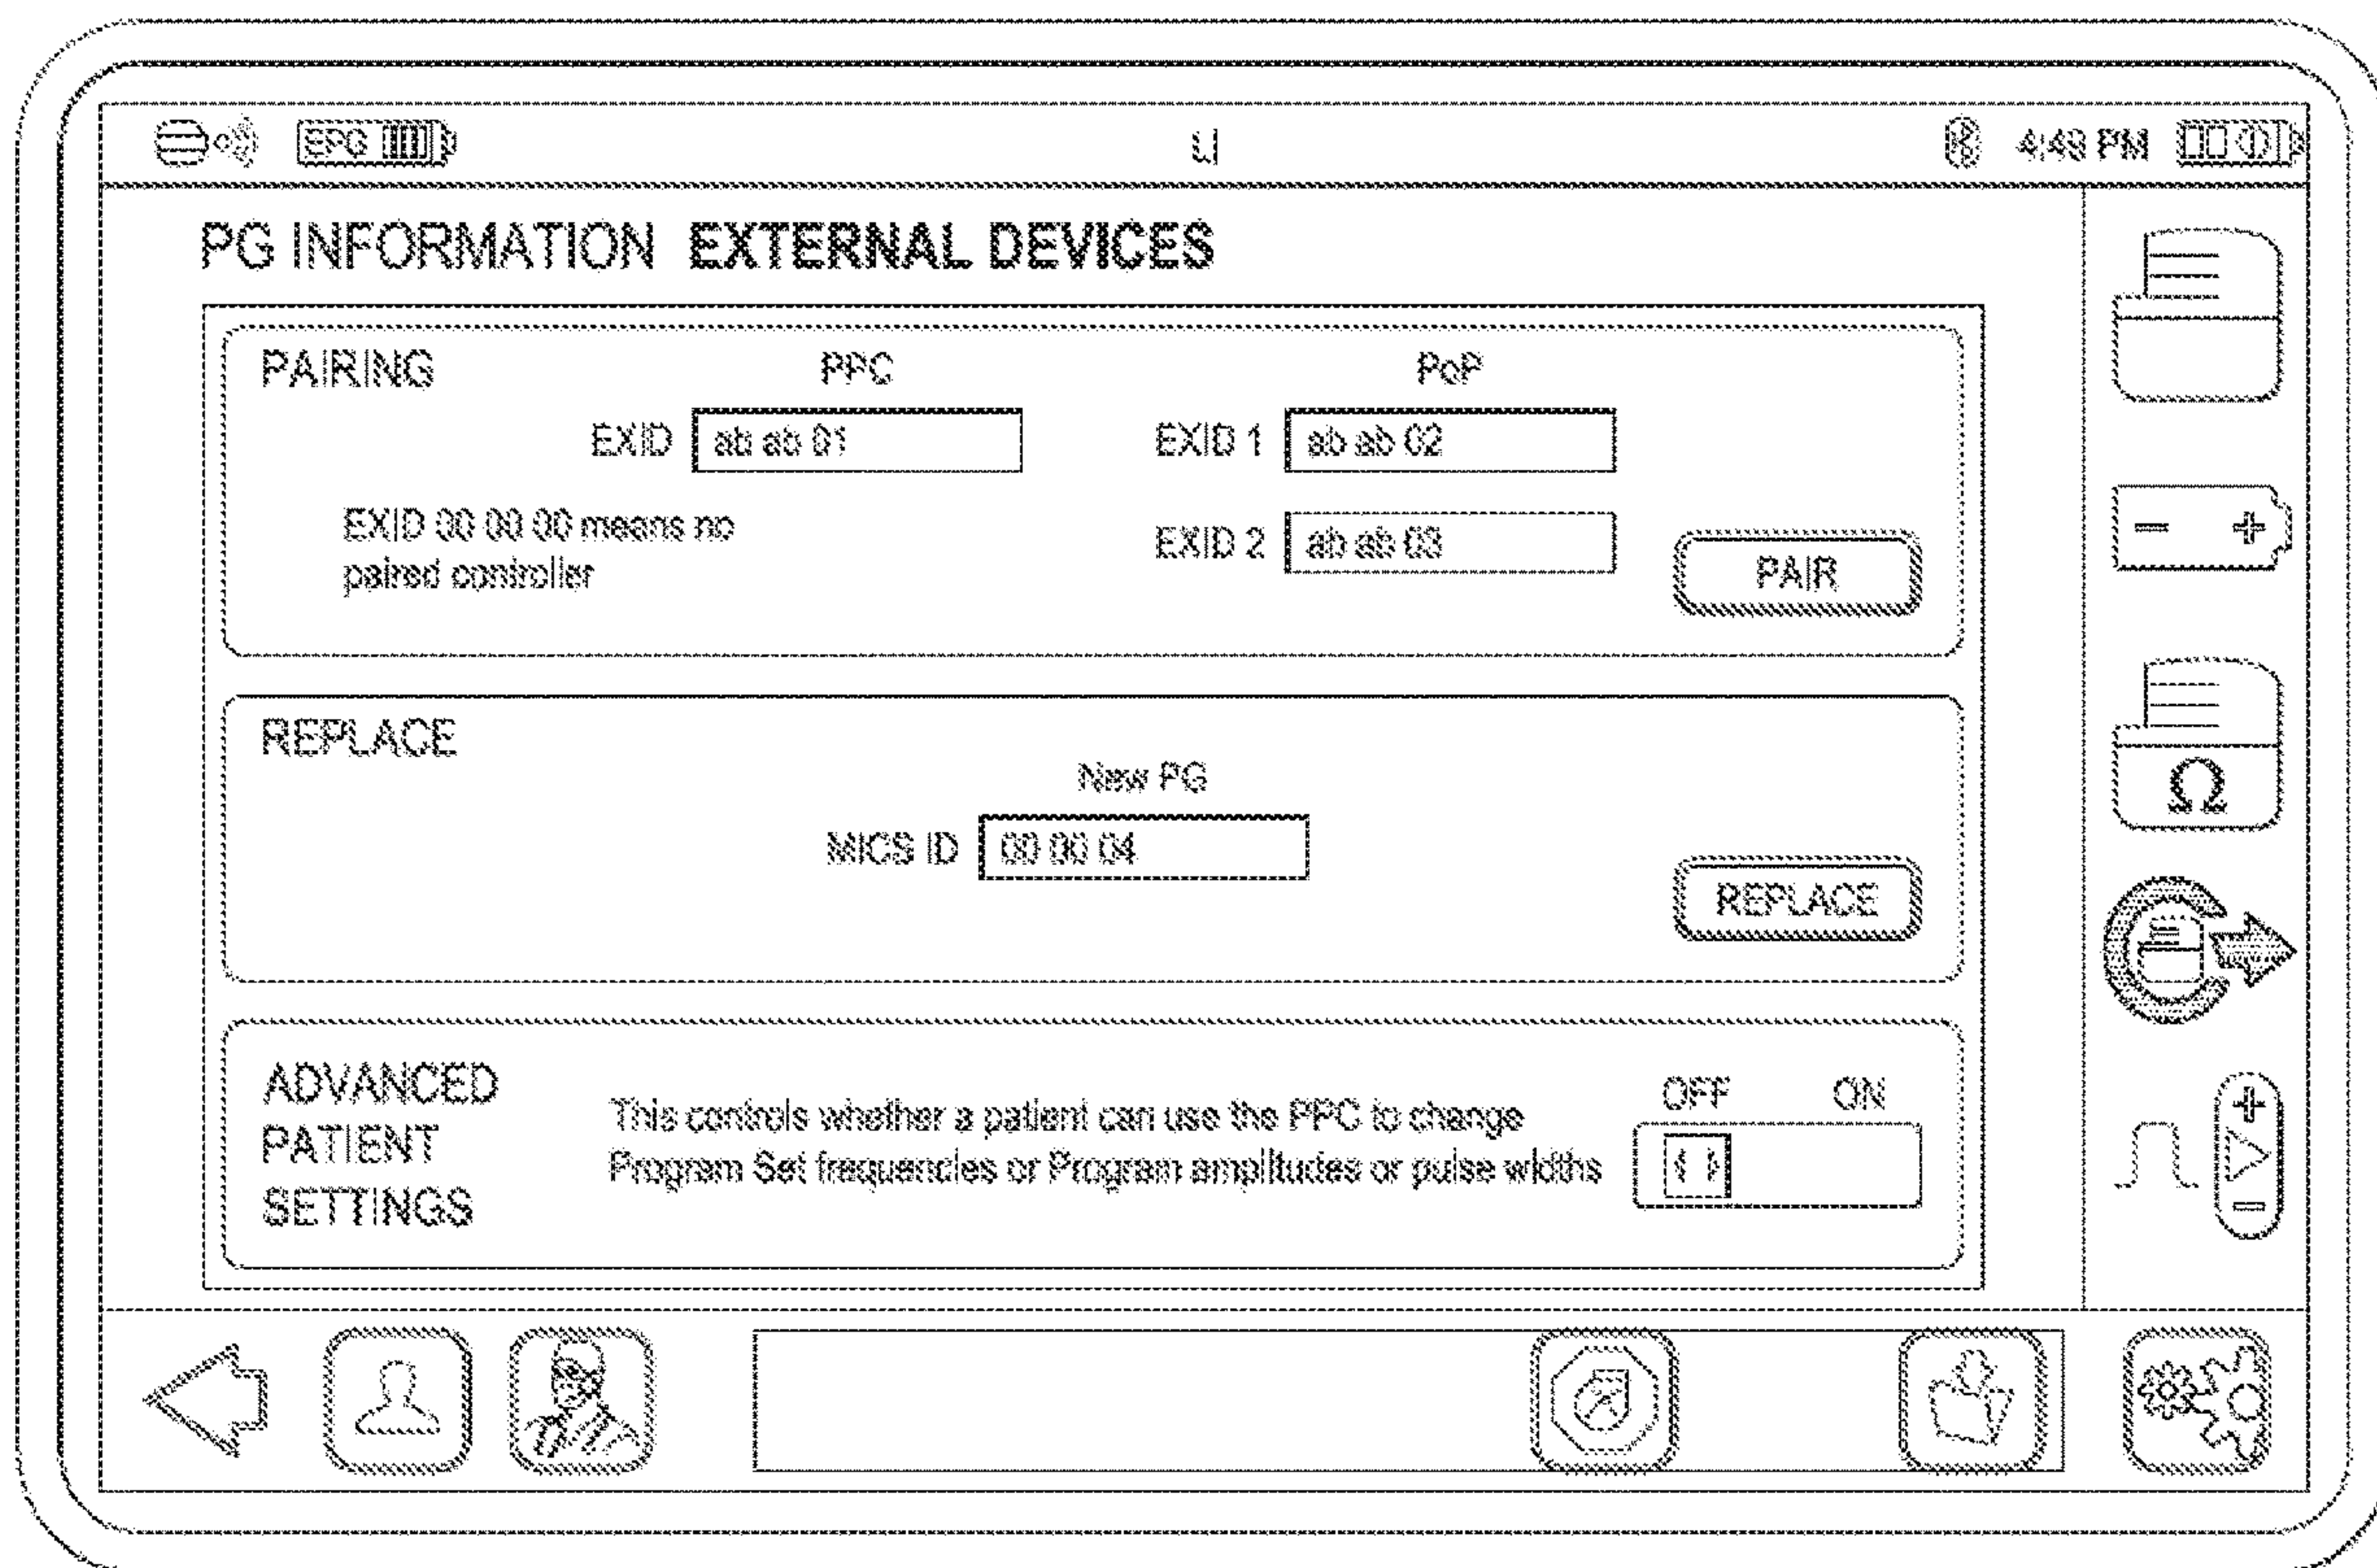 EPG LI 4:49 PM
PG INFORMATION EXTERNAL DEVICES
PAIRING PPC PoP
EXID ab ab 01 EXID 1 ab ab 02
EXID 00 00 00 means no
paired controller
EXID 2 ab ab 03
PAIR
REPLACE
New PG
MICS ID 00 00 04
REPLACE
ADVANCED
PATIENT
SETTINGS
This controls whether a patient can use the PPC to change
Program Set frequencies or Program amplitudes or pulse widths
OFF ON
Ω